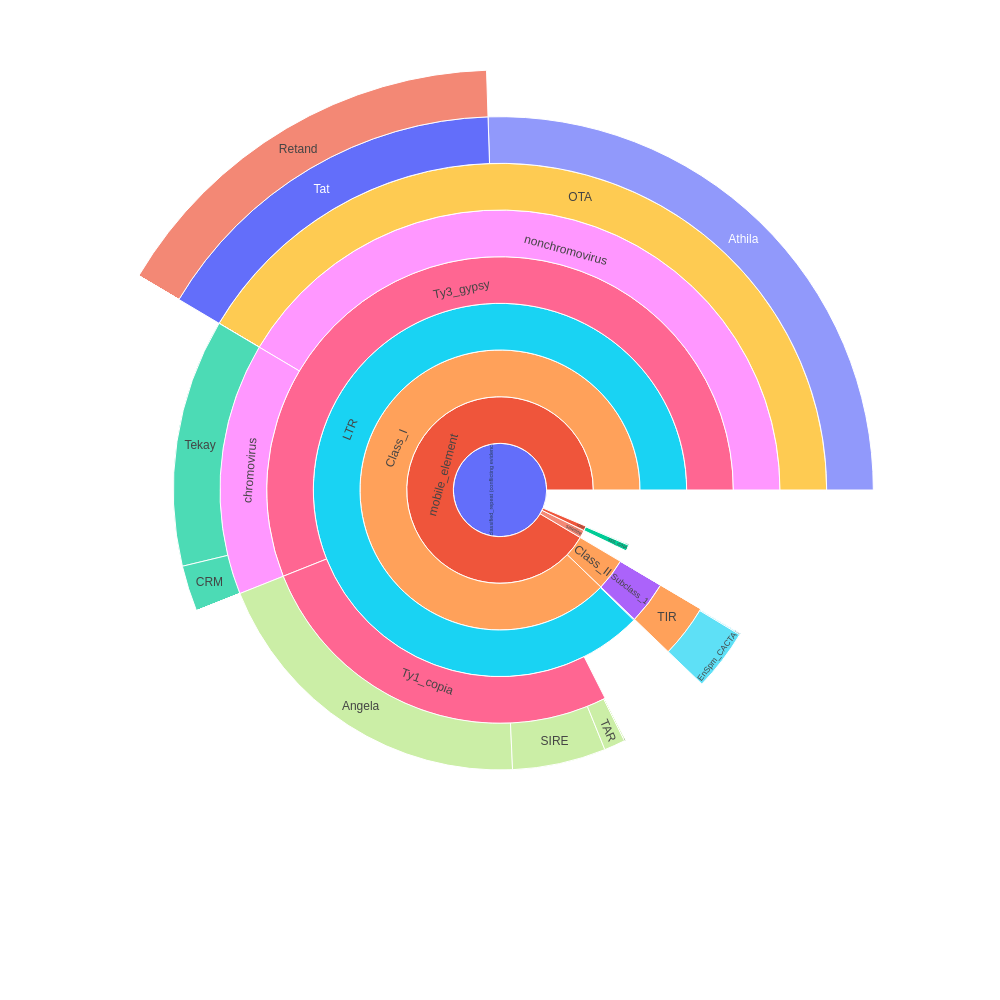 Retand
Tat
OTA
Athila
nonchromovirus
Ty3_gypsy
LTR
Class_I
mobile_element
Tekay
chromovirus
CRM
Class_II
Subclass_1
TIR
EnSpm_CACTA
Ty1_copia
Angela
SIRE
TAR